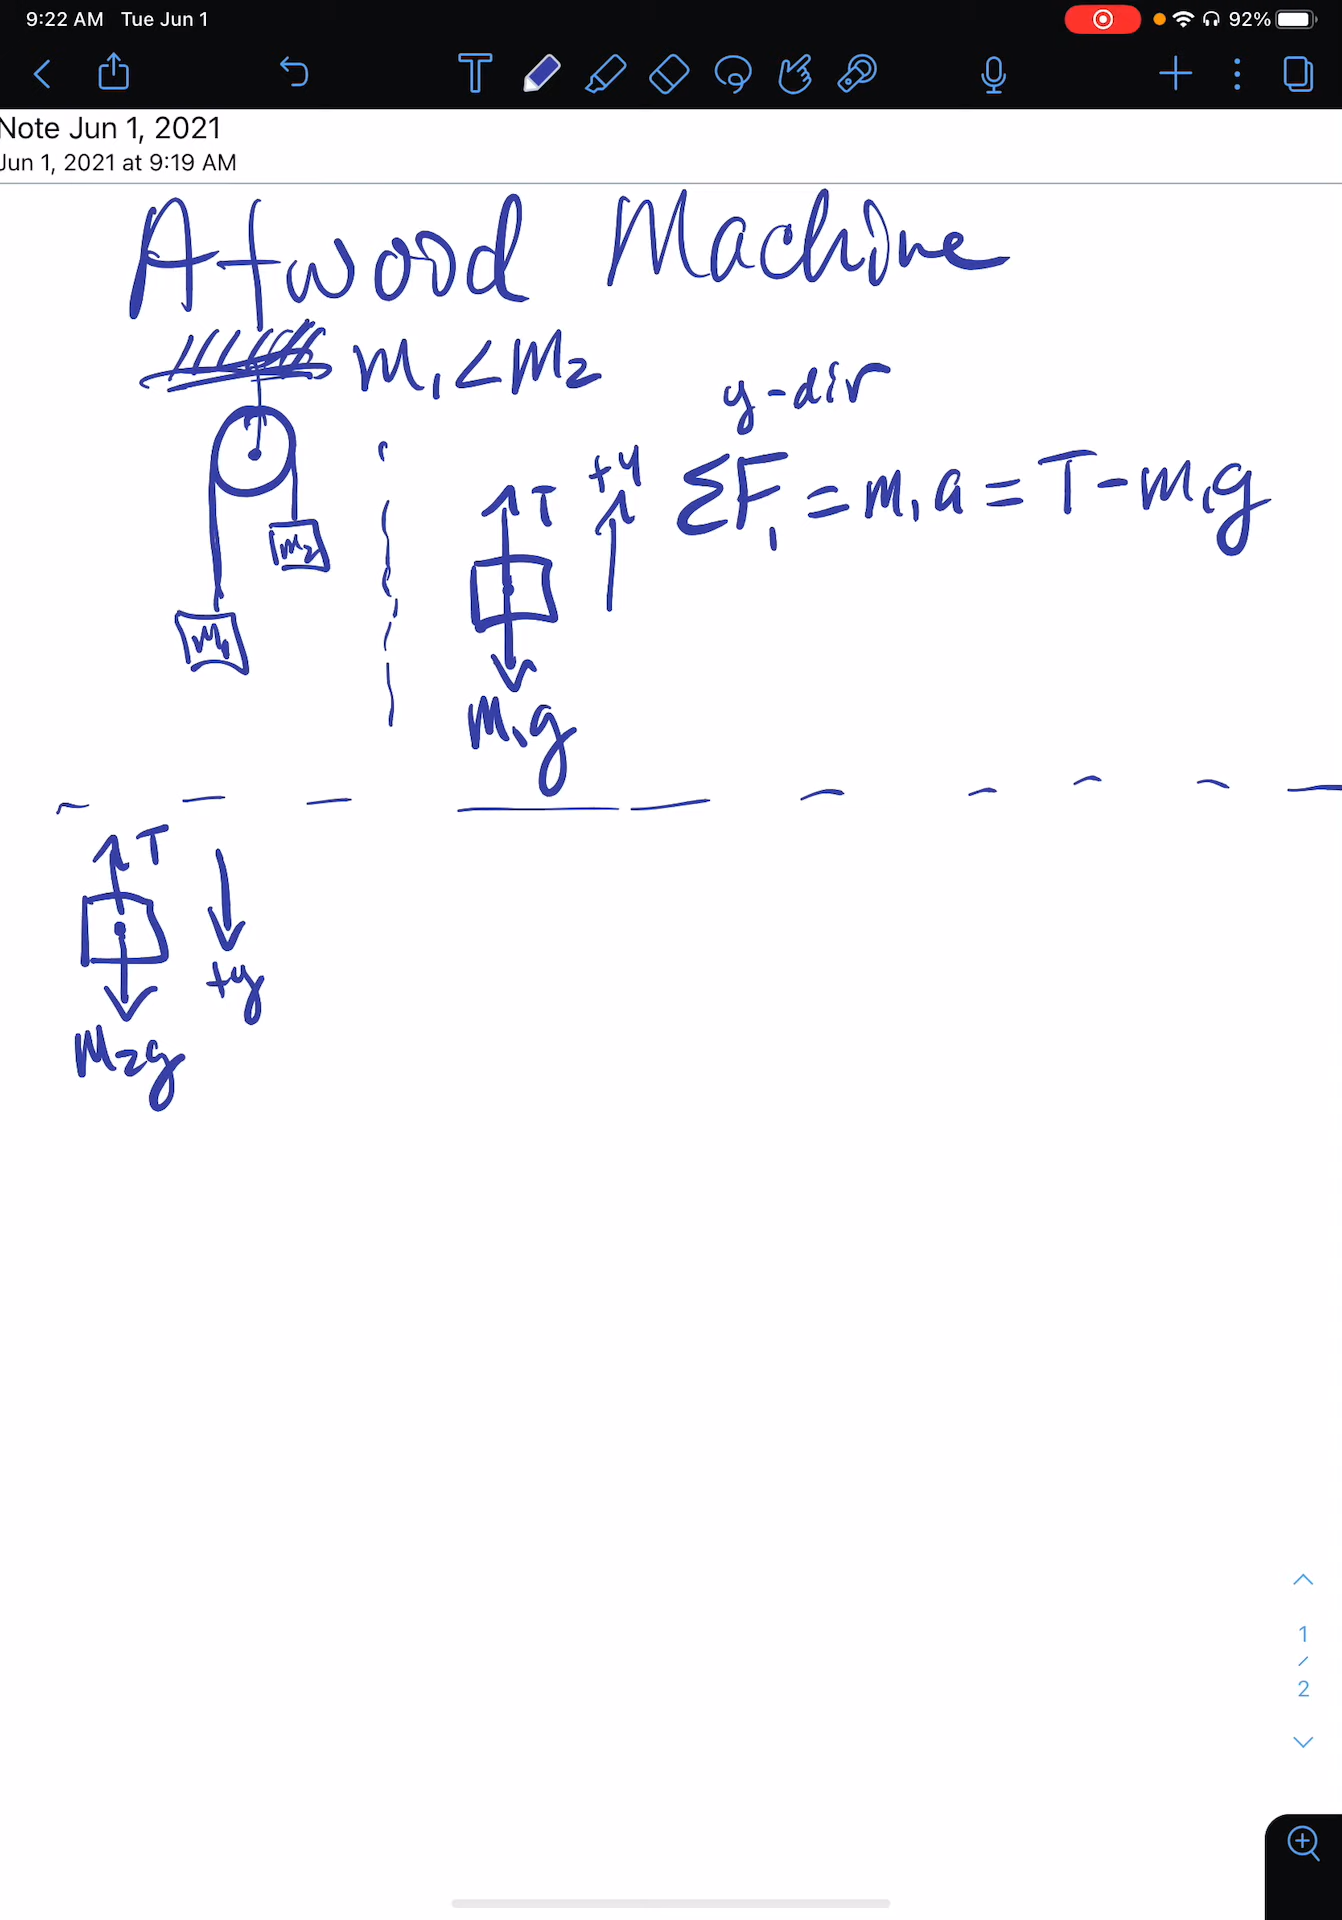 9:22 AM Tue Jun 1 92%
T
Note Jun 1, 2021
Jun 1, 2021 at 9:19 AM
Atwood Machine
m₁ < m₂
y-dir
T
+y
ΣF₁ = m₁a = T - m₁g
m₂
m₁
m₁g
T
+y
m₂g
1
/
2